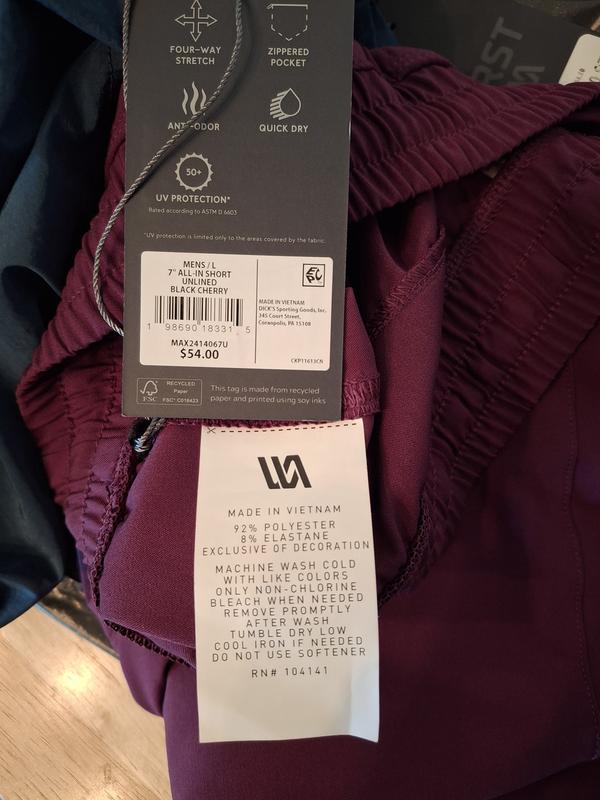 FOUR-WAY
STRETCH
ZIPPERED
POCKET
QUICK DRY
50+
UV PROTECTION*
Rated according to ASTM D 6603
*UV protection is limited only to the areas covered by the fabric.
MENS / L
7" ALL-IN SHORT
UNLINED
BLACK CHERRY
1 98690 18331 5
MAX2414067U
$54.00
MADE IN VIETNAM
DICK'S Sporting Goods, Inc.
345 Court Street,
Coraopolis, PA 15108
CKP11613CN
FSC
RECYCLED
Paper
FSC® C016423
This tag is made from recycled
paper and printed using soy inks
MADE IN VIETNAM
92% POLYESTER
8% ELASTANE
EXCLUSIVE OF DECORATION
MACHINE WASH COLD
WITH LIKE COLORS
ONLY NON-CHLORINE
BLEACH WHEN NEEDED
REMOVE PROMPTLY
AFTER WASH
TUMBLE DRY LOW
COOL IRON IF NEEDED
DO NOT USE SOFTENER
RN# 104141